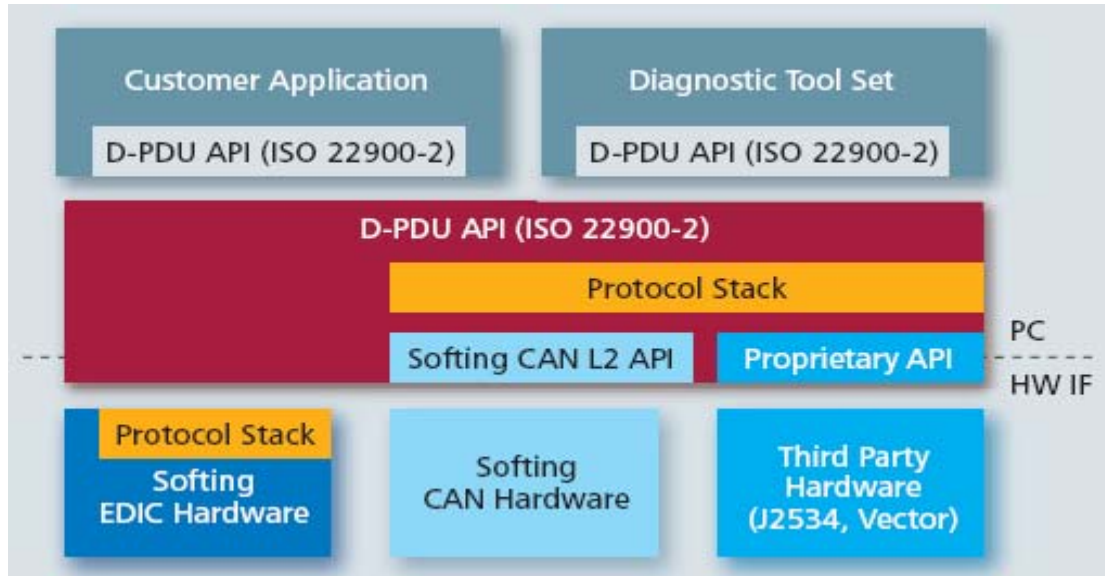 Customer Application
Diagnostic Tool Set
D-PDU API (ISO 22900-2)
D-PDU API (ISO 22900-2)
D-PDU API (ISO 22900-2)
Protocol Stack
PC
Softing CAN L2 API
Proprietary API
HW IF
Protocol Stack
Softing
EDIC Hardware
Softing
CAN Hardware
Third Party
Hardware
(J2534, Vector)